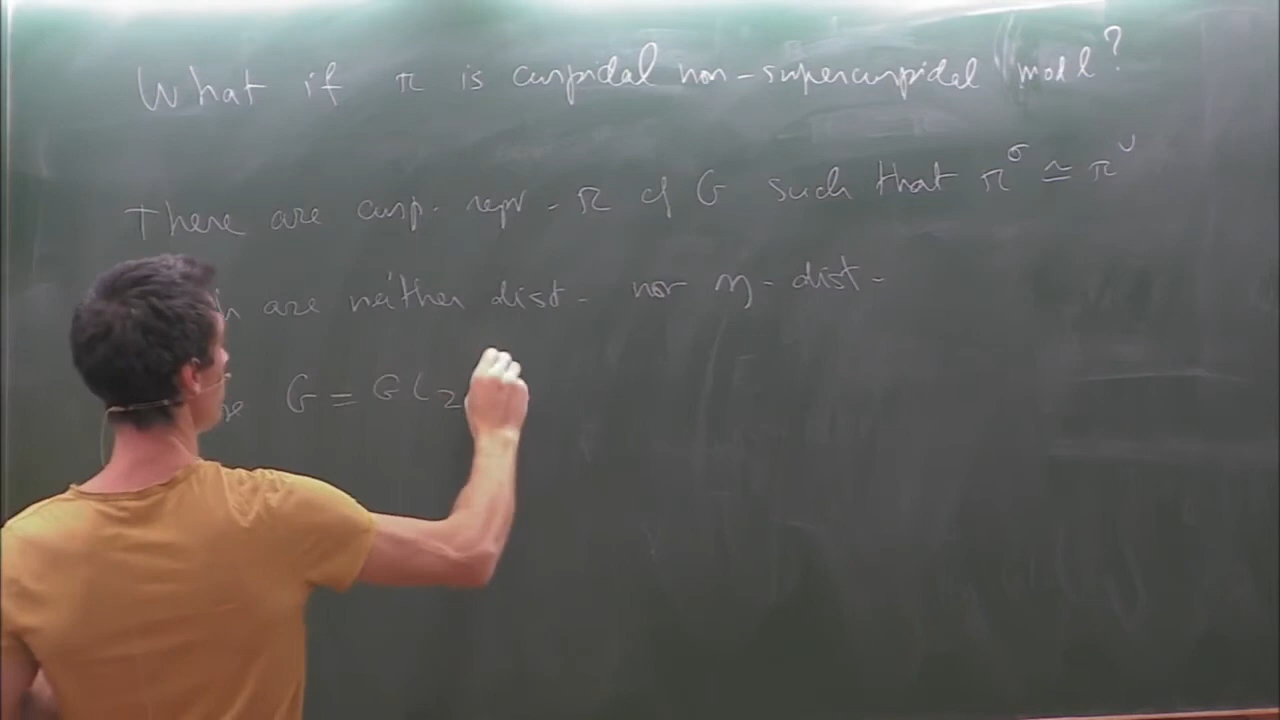 What if π is cuspidal non-supercuspidal mod l?
There are cusp. repr. π of G such that π^σ ≃ π^∨
are neither dist. nor η-dist.
G = GL2